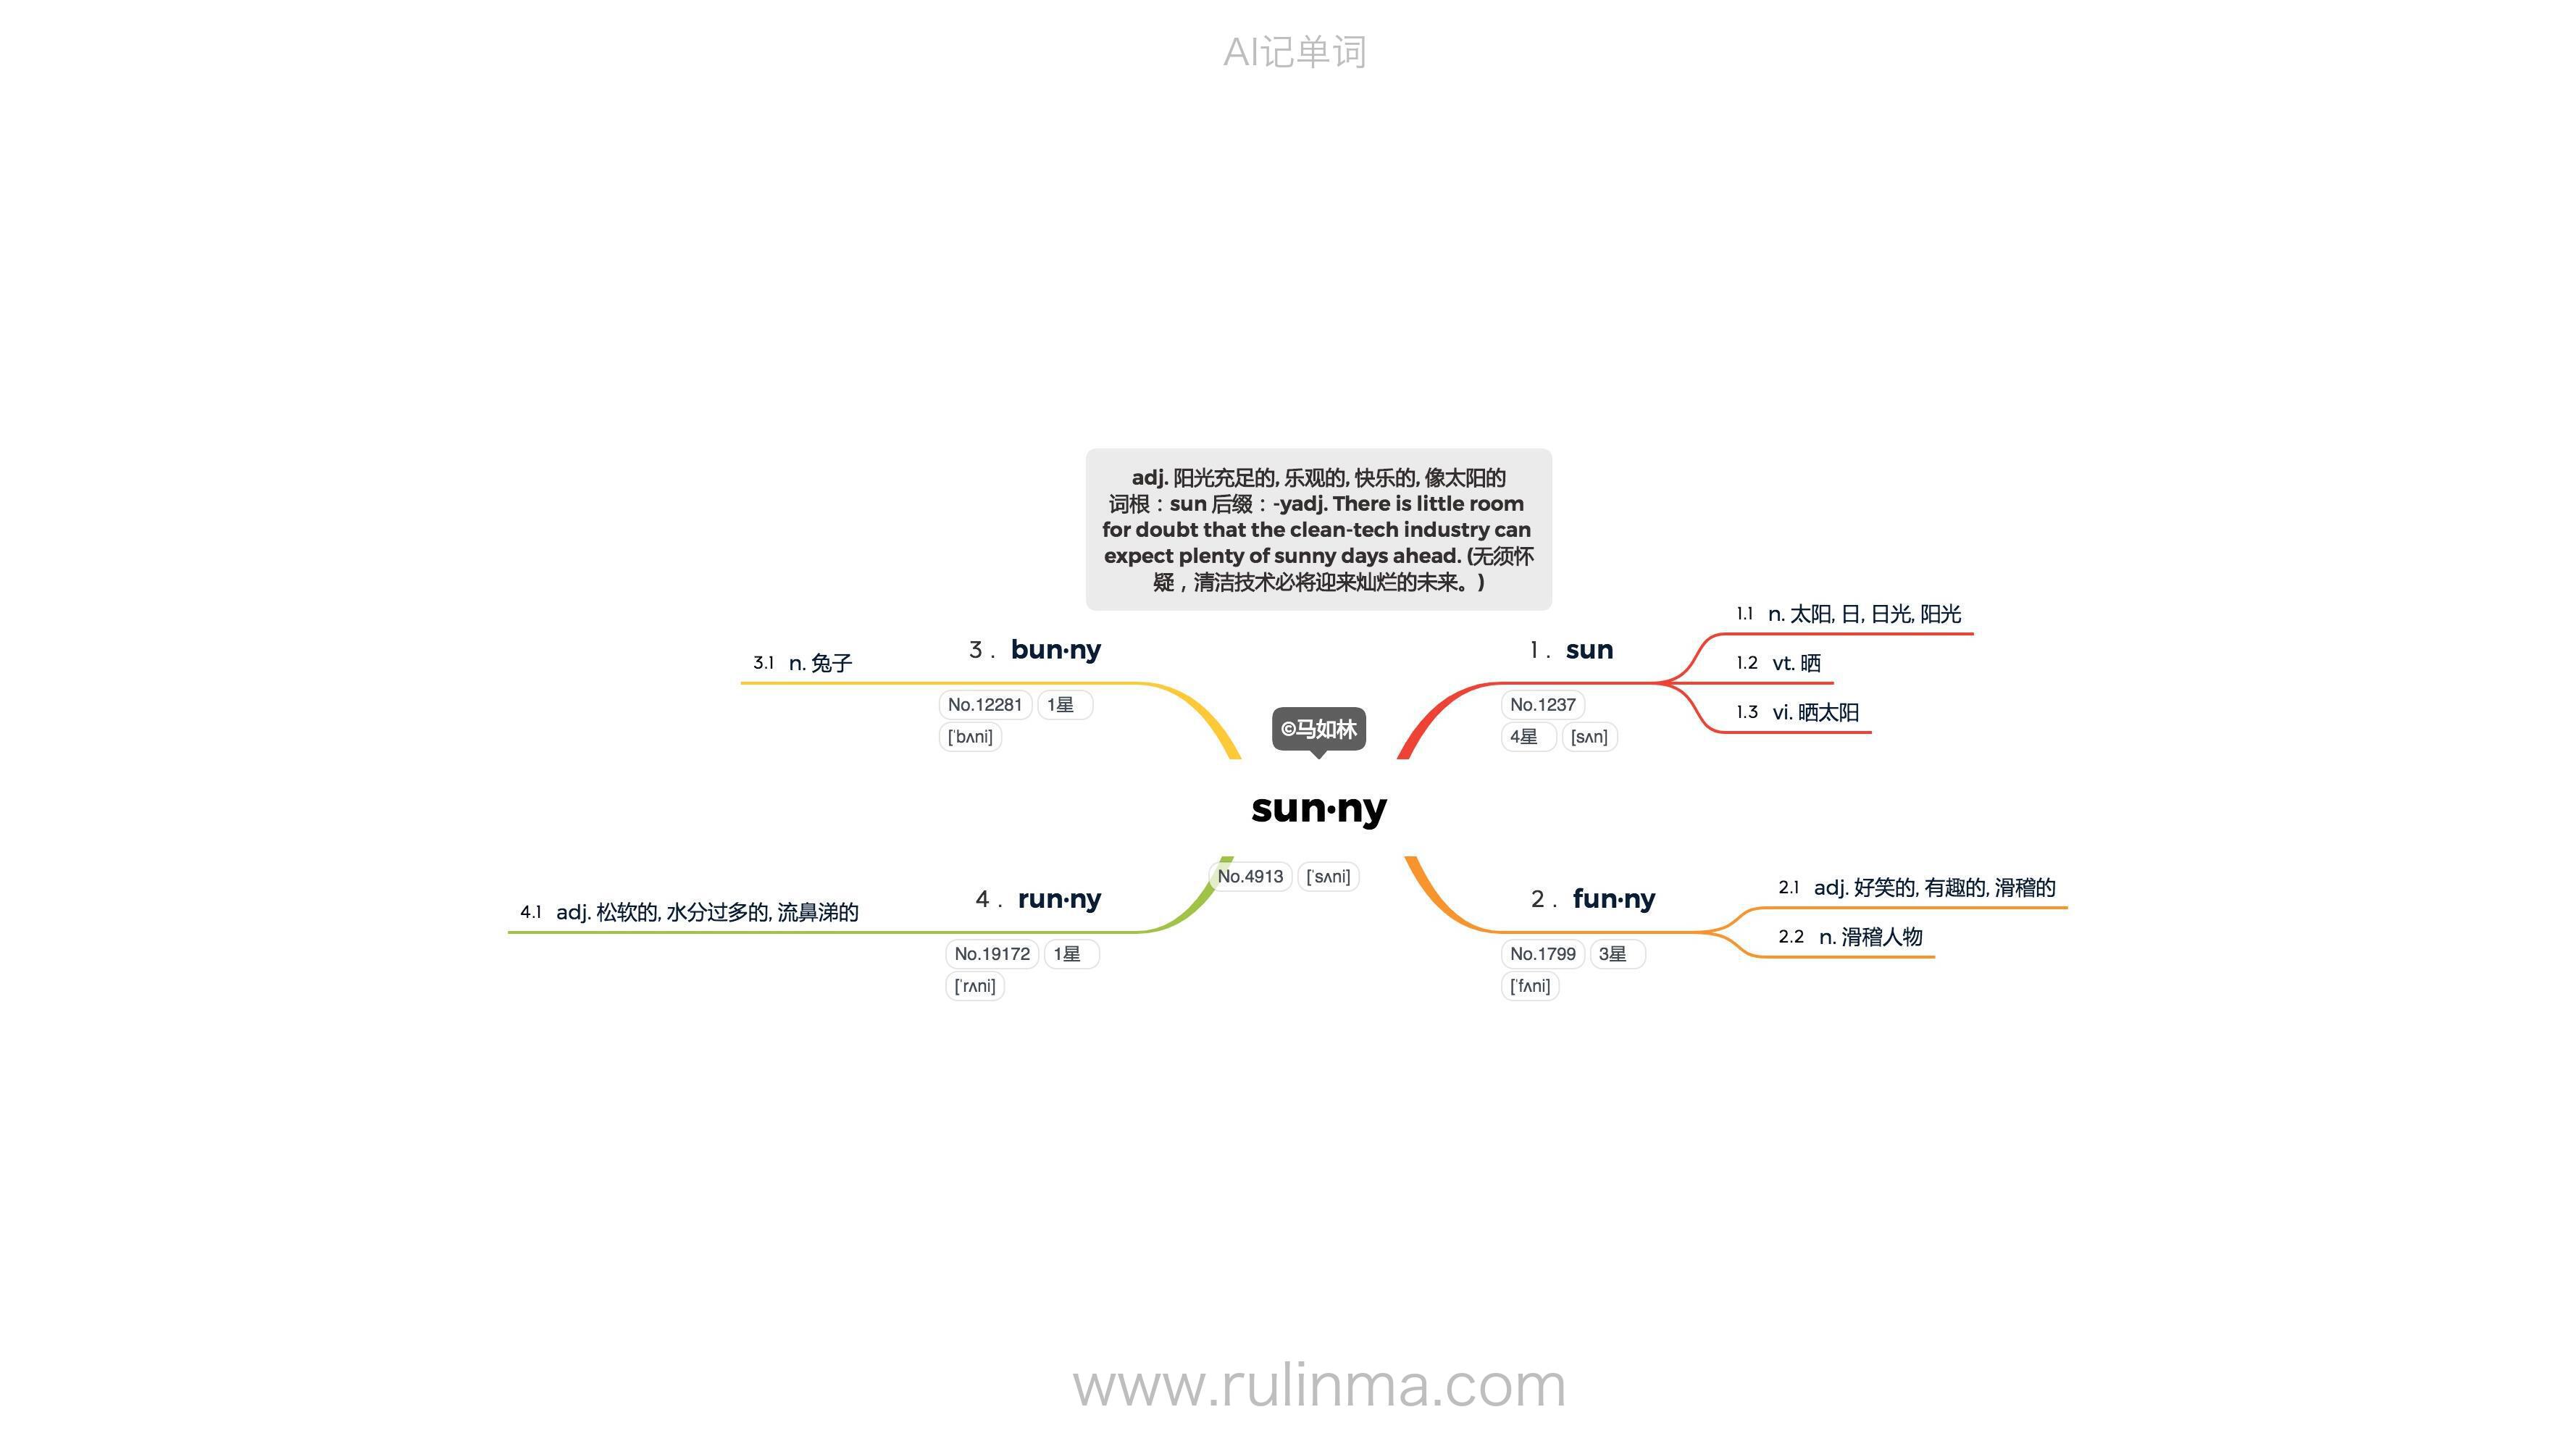 AI记单词
adj. 阳光充足的, 乐观的, 快乐的, 像太阳的
词根：sun 后缀：-yadj. There is little room
for doubt that the clean-tech industry can
expect plenty of sunny days ahead. (无须怀
疑，清洁技术必将迎来灿烂的未来。)
©马如林
sun·ny
No.4913 [ˈsʌni]
1. sun
No.1237
4星 [sʌn]
1.1 n. 太阳, 日, 日光, 阳光
1.2 vt. 晒
1.3 vi. 晒太阳
2. fun·ny
No.1799 3星
[ˈfʌni]
2.1 adj. 好笑的, 有趣的, 滑稽的
2.2 n. 滑稽人物
3. bun·ny
No.12281 1星
[ˈbʌni]
3.1 n. 兔子
4. run·ny
No.19172 1星
[ˈrʌni]
4.1 adj. 松软的, 水分过多的, 流鼻涕的
www.rulinma.com